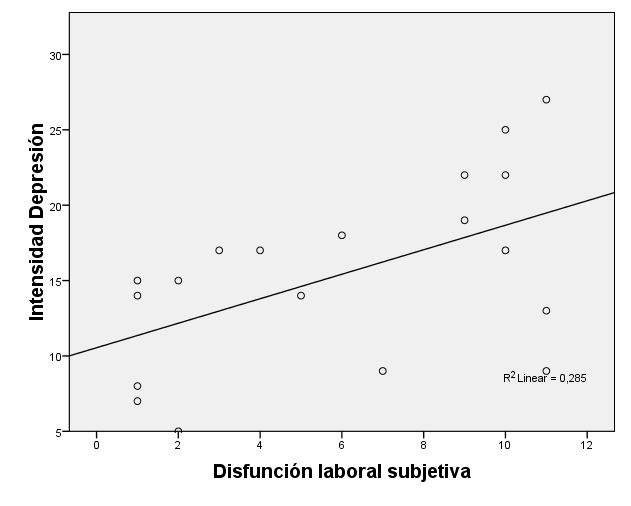 Intensidad Depresión
30
25
20
15
10
5
R2 Linear = 0,285
0 2 4 6 8 10 12
Disfunción laboral subjetiva